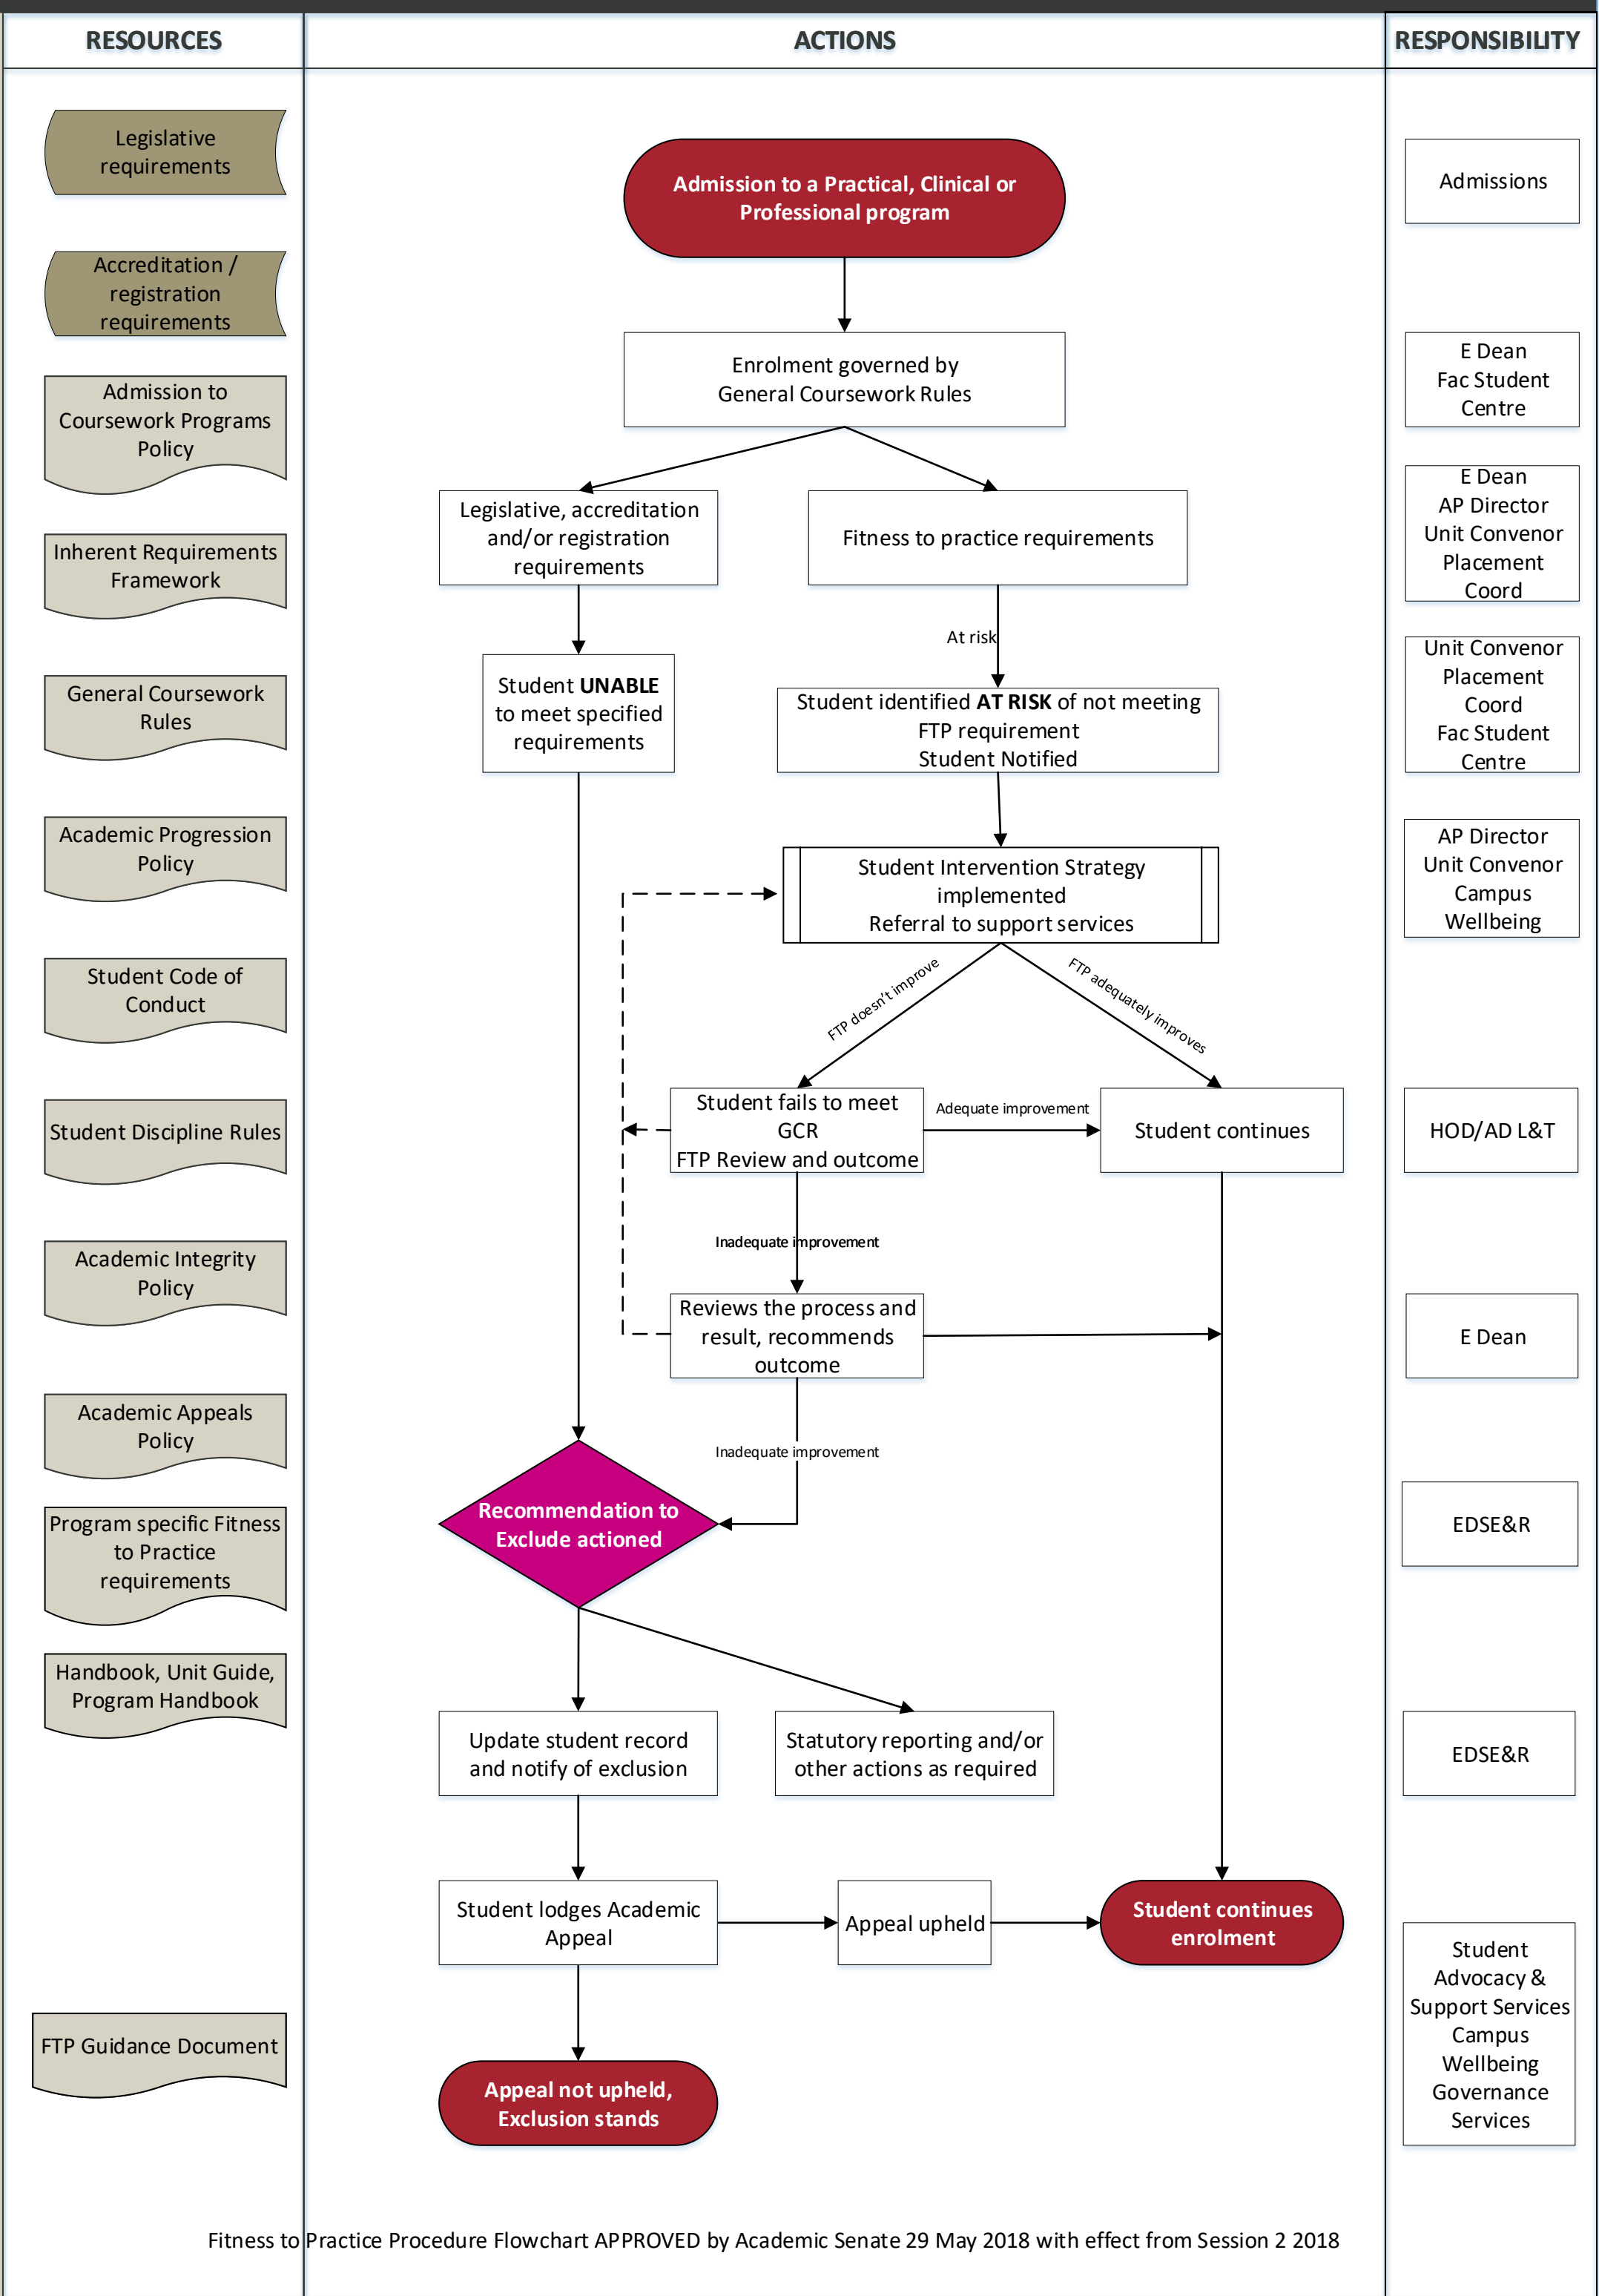 RESOURCES
ACTIONS
RESPONSIBILITY
Legislative
requirements
Accreditation /
registration
requirements
Admission to
Coursework Programs
Policy
Inherent Requirements
Framework
General Coursework
Rules
Academic Progression
Policy
Student Code of
Conduct
Student Discipline Rules
Academic Integrity
Policy
Academic Appeals
Policy
Program specific Fitness
to Practice
requirements
Handbook, Unit Guide,
Program Handbook
FTP Guidance Document
Admission to a Practical, Clinical or
Professional program
Enrolment governed by
General Coursework Rules
Legislative, accreditation
and/or registration
requirements
Fitness to practice requirements
At risk
Student UNABLE
to meet specified
requirements
Student identified AT RISK of not meeting
FTP requirement
Student Notified
Student Intervention Strategy
implemented
Referral to support services
FTP doesn't improve
FTP adequately improves
Student fails to meet
GCR
FTP Review and outcome
Adequate improvement
Student continues
Inadequate improvement
Reviews the process and
result, recommends
outcome
Inadequate improvement
Recommendation to
Exclude actioned
Update student record
and notify of exclusion
Statutory reporting and/or
other actions as required
Student lodges Academic
Appeal
Appeal upheld
Student continues
enrolment
Appeal not upheld,
Exclusion stands
Admissions
E Dean
Fac Student
Centre
E Dean
AP Director
Unit Convenor
Placement
Coord
Unit Convenor
Placement
Coord
Fac Student
Centre
AP Director
Unit Convenor
Campus
Wellbeing
HOD/AD L&T
E Dean
EDSE&R
EDSE&R
Student
Advocacy &
Support Services
Campus
Wellbeing
Governance
Services
Fitness to Practice Procedure Flowchart APPROVED by Academic Senate 29 May 2018 with effect from Session 2 2018